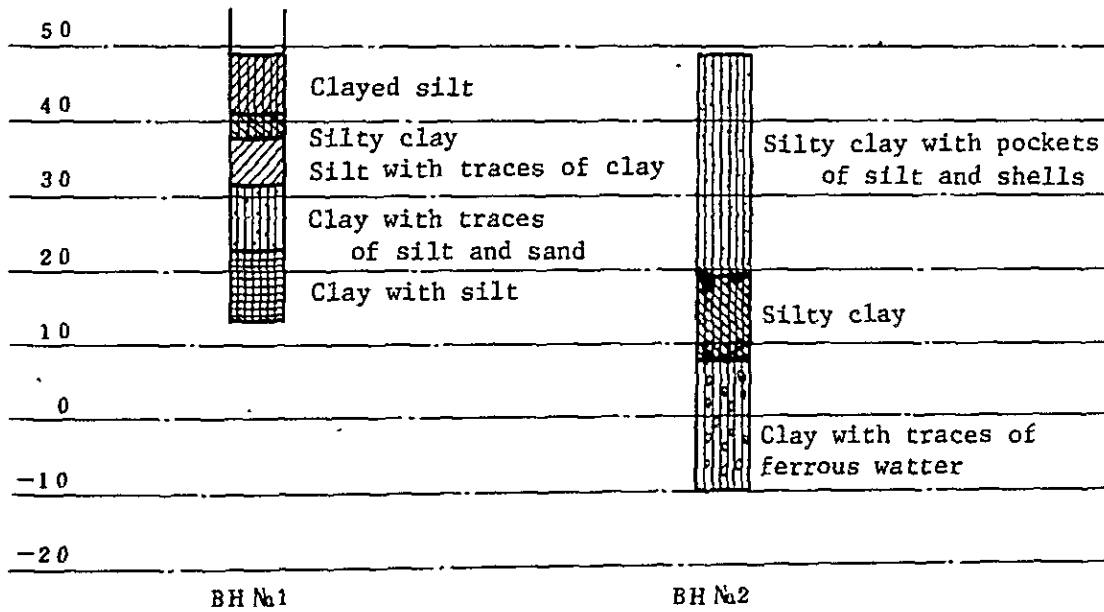 50
Clayed silt
40
Silty clay
Silt with traces of clay
Silty clay with pockets
of silt and shells
30
Clay with traces
of silt and sand
20
Clay with silt
Silty clay
10
0
Clay with traces of
ferrous watter
-10
-20
BH №1
BH №2